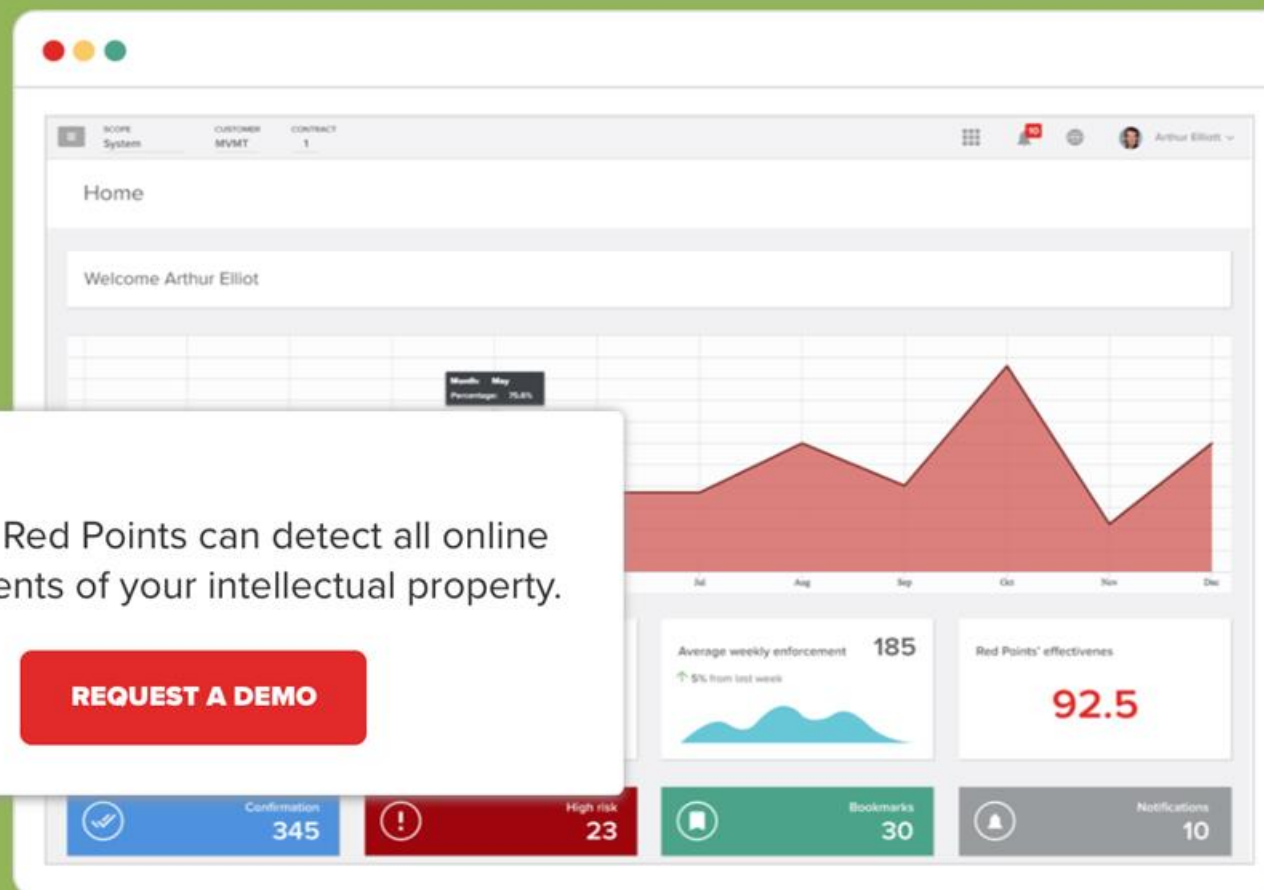 SCOPE CUSTOMER CONTRACT
System MVMT 1
10
Arthur Elliott
Home
Welcome Arthur Elliot
Month: May
Percentage: 75.8%
Red Points can detect all online
ents of your intellectual property.
REQUEST A DEMO
Jul Aug Sep Oct Nov Dec
Average weekly enforcement 185
5% from last week
Red Points' effectivenes
92.5
Confirmation
345
High risk
23
Bookmarks
30
Notifications
10